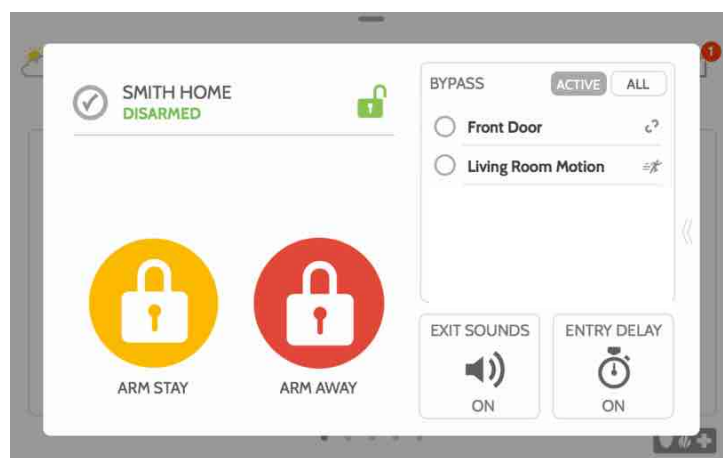 SMITH HOME
DISARMED
ARM STAY
ARM AWAY
BYPASS
ACTIVE
ALL
Front Door
Living Room Motion
EXIT SOUNDS
ON
ENTRY DELAY
ON
1